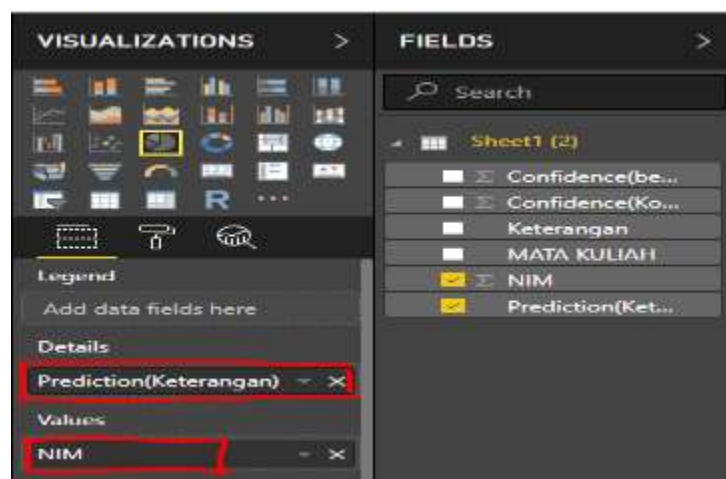 VISUALIZATIONS >
R ...
Legend
Add data fields here
Details
Prediction(Keterangan)
Values
NIM
FIELDS >
Search
Sheet1 (2)
Σ Confidence(be...
Σ Confidence(Ko...
Keterangan
MATA KULIAH
Σ NIM
Prediction(Ket...